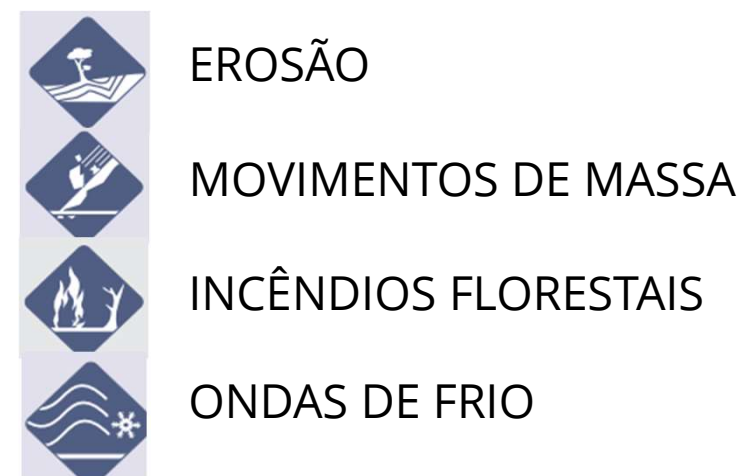 EROSÃO
MOVIMENTOS DE MASSA
INCÊNDIOS FLORESTAIS
ONDAS DE FRIO